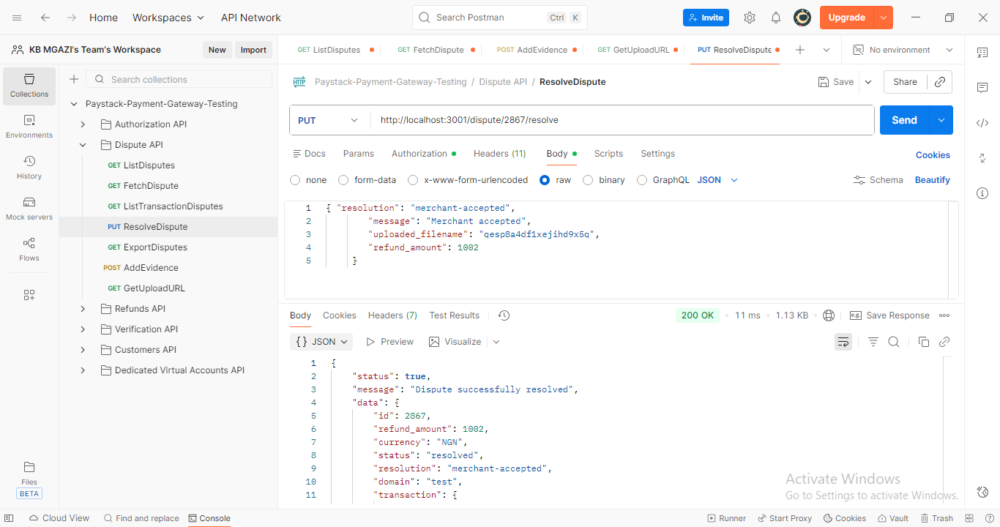 Home Workspaces API Network Search Postman Ctrl K Invite Upgrade
KB MGAZI's Team's Workspace New Import GET ListDisputes GET FetchDispute POST AddEvidence GET GetUploadURL PUT ResolveDispute No environment
Collections
Environments
History
Mock servers
Flows
Files
BETA
Search collections
Paystack-Payment-Gateway-Testing
Authorization API
Dispute API
GET ListDisputes
GET FetchDispute
GET ListTransactionDisputes
PUT ResolveDispute
GET ExportDisputes
POST AddEvidence
GET GetUploadURL
Refunds API
Verification API
Customers API
Dedicated Virtual Accounts API
HTTP Paystack-Payment-Gateway-Testing / Dispute API / ResolveDispute Save Share
PUT http://localhost:3001/dispute/2867/resolve Send
Docs Params Authorization Headers (11) Body Scripts Settings Cookies
none form-data x-www-form-urlencoded raw binary GraphQL JSON Schema Beautify
1 { "resolution": "merchant-accepted",
2 "message": "Merchant accepted",
3 "uploaded_filename": "qesp8a4df1xejihd9x5q",
4 "refund_amount": 1002
5 }
Body Cookies Headers (7) Test Results 200 OK 11 ms 1.13 KB e.g. Save Response
{} JSON Preview Visualize
1 {
2 "status": true,
3 "message": "Dispute successfully resolved",
4 "data": {
5 "id": 2867,
6 "refund_amount": 1002,
7 "currency": "NGN",
8 "status": "resolved",
9 "resolution": "merchant-accepted",
10 "domain": "test",
11 "transaction": {
Activate Windows
Go to Settings to activate Windows.
Cloud View Find and replace Console Runner Start Proxy Cookies Vault Trash